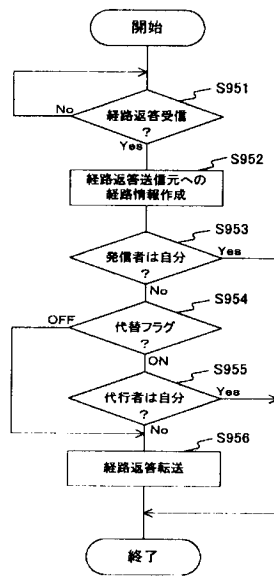 開始
S951
経路返答受信
?
No
Yes
S952
経路返答送信元への
経路情報作成
S953
発信者は自分
?
Yes
No
S954
OFF
代替フラグ
?
ON
S955
代行者は自分
?
Yes
No
S956
経路返答転送
終了